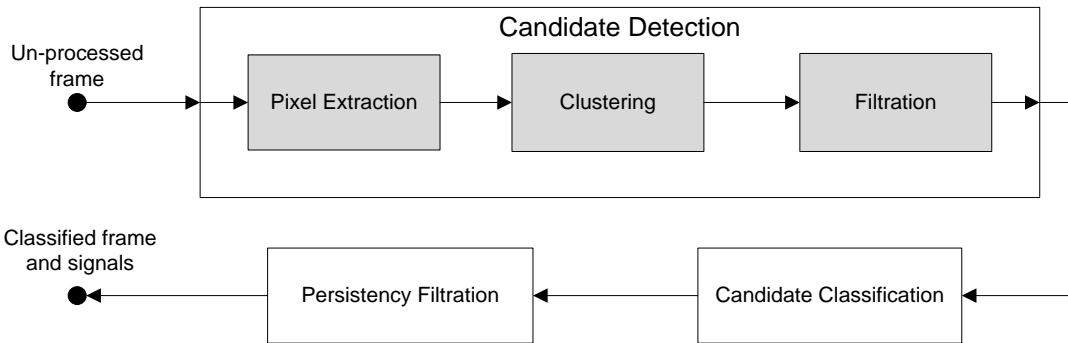 Candidate Detection
Un-processed
frame
Pixel Extraction
Clustering
Filtration
Classified frame
and signals
Persistency Filtration
Candidate Classification